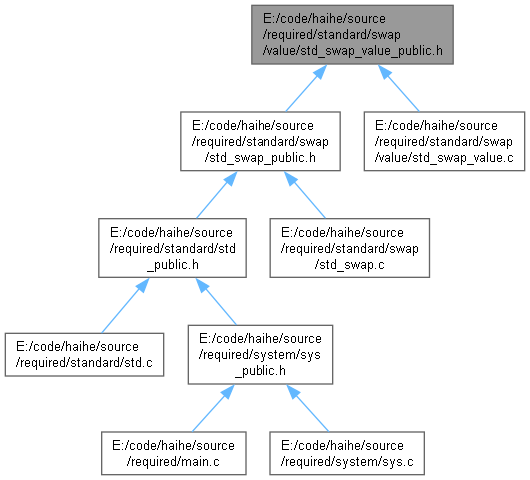 E:/code/haihe/source
/required/standard/swap
/value/std_swap_value_public.h
E:/code/haihe/source
/required/standard/swap
/std_swap_public.h
E:/code/haihe/source
/required/standard/swap
/value/std_swap_value.c
E:/code/haihe/source
/required/standard/std
_public.h
E:/code/haihe/source
/required/standard/swap
/std_swap.c
E:/code/haihe/source
/required/standard/std.c
E:/code/haihe/source
/required/system/sys
_public.h
E:/code/haihe/source
/required/main.c
E:/code/haihe/source
/required/system/sys.c